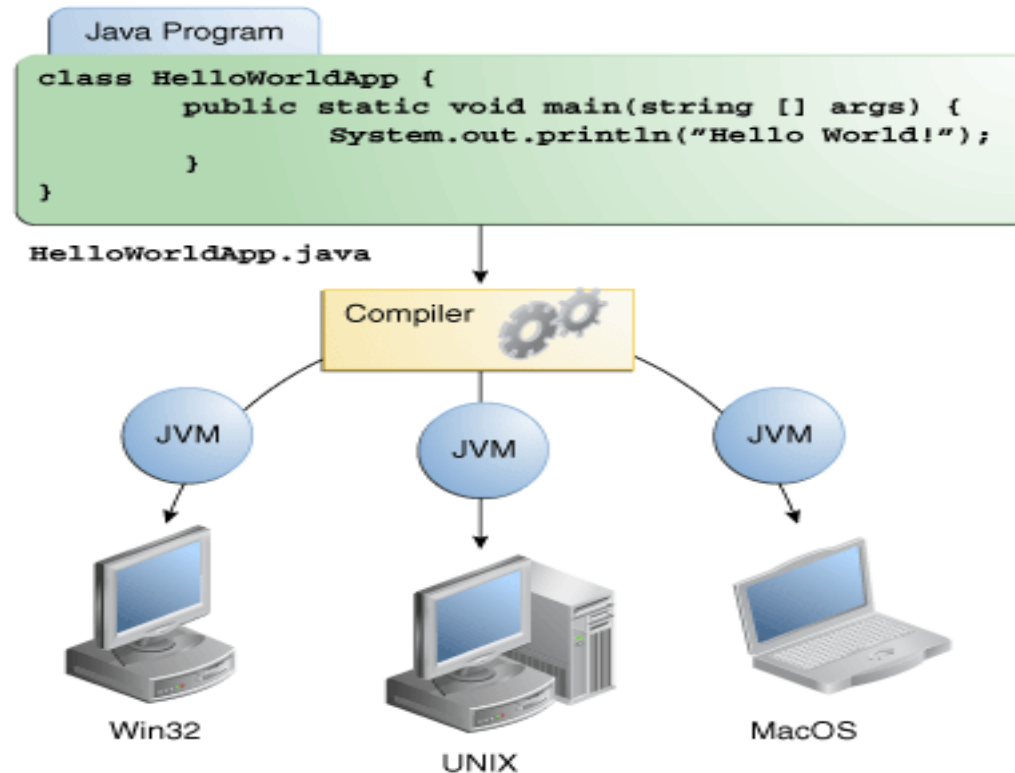 Java Program
class HelloWorldApp {
public static void main(string [] args) {
System.out.println(”Hello World!”);
}
}
HelloWorldApp.java
Compiler
JVM
JVM
JVM
Win32
UNIX
MacOS